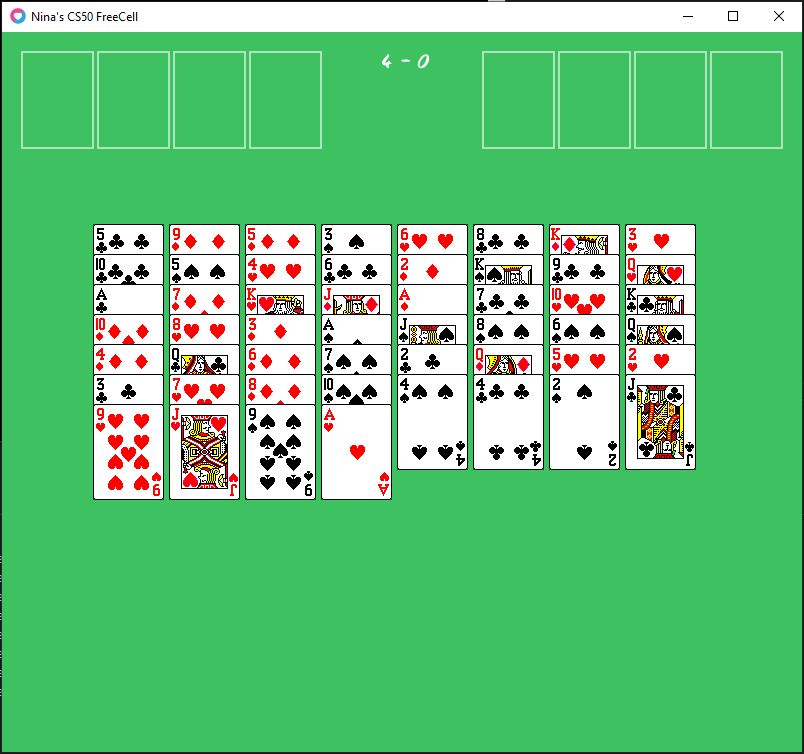 Nina's CS50 FreeCell
4 - 0
5 9 5 3 6 8 K 3
10 5 4 6 2 K 9 Q
A 7 K J A 7 10 K
10 8 3 A J 8 6 Q
4 Q 6 7 2 Q 5 2
3 7 8 10 4 4 2 J
9 J 9 A 4 4 2 J
9 J 9 A